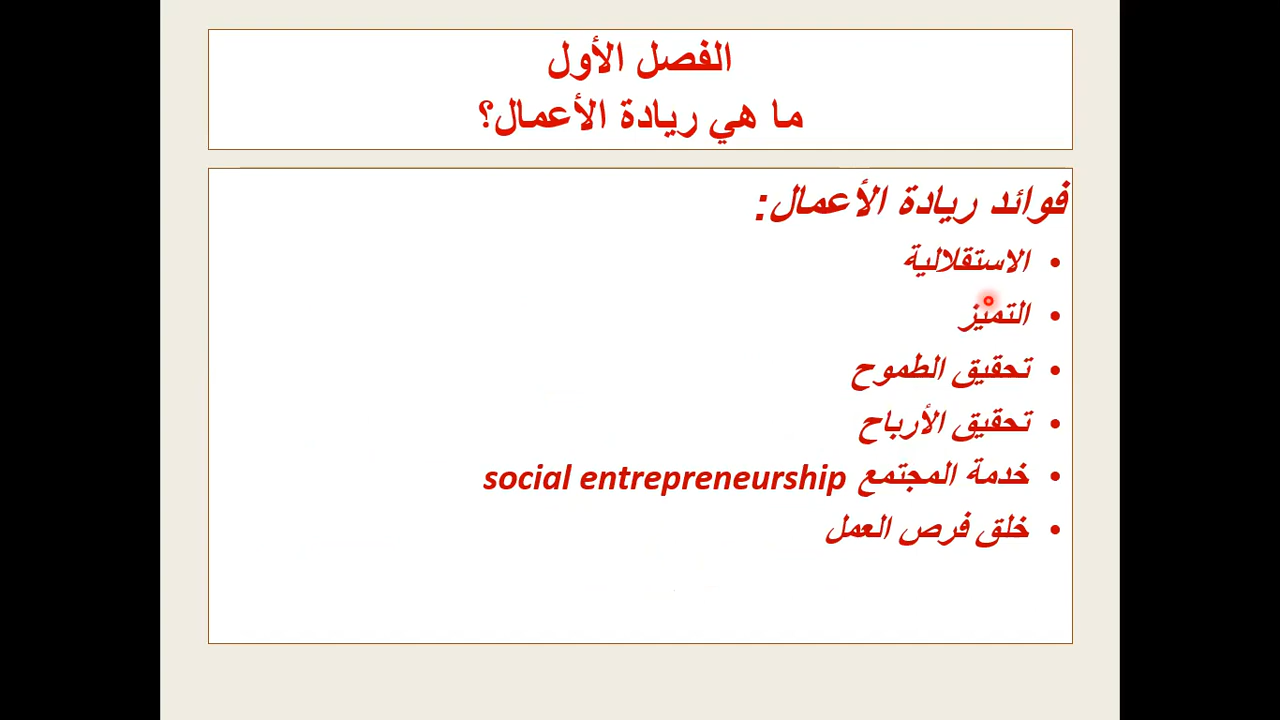 الفصل الأول
ما هي ريادة الأعمال؟
فوائد ريادة الأعمال:
• الاستقلالية
• التميز
• تحقيق الطموح
• تحقيق الأرباح
• خدمة المجتمع social entrepreneurship
• خلق فرص العمل